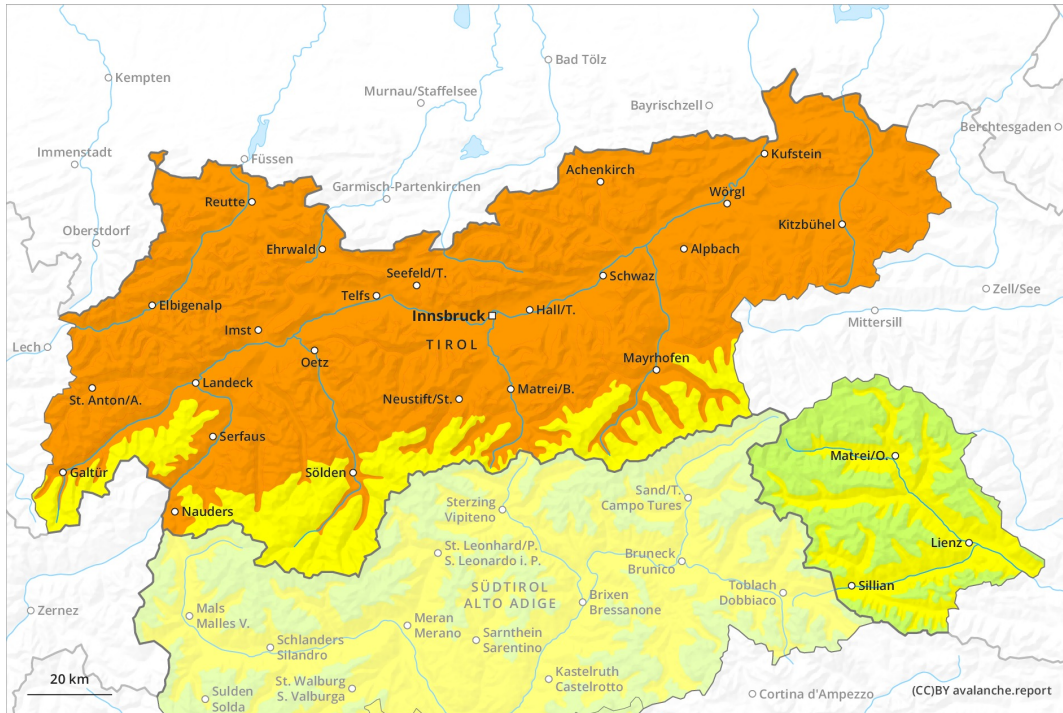 Kempten
Bad Tölz
Murnau/Staffelsee
Bayrischzell
Berchtesgaden
Immenstadt
Füssen
Kufstein
Achenkirch
Garmisch-Partenkirchen
Wörgl
Reutte
Oberstdorf
Kitzbühel
Ehrwald
Alpbach
Seefeld/T.
Schwaz
Zell/See
Telfs
Elbigenalp
Hall/T.
Innsbruck
Mittersill
Imst
TIROL
Lech
Oetz
Mayrhofen
Landeck
St. Anton/A.
Neustift/St.
Matrei/B.
Serfaus
Matrei/O.
Galtür
Sölden
Sand/T.
Campo Tures
Sterzing
Vipiteno
Nauders
Lienz
St. Leonhard/P.
S. Leonardo i. P.
Bruneck
Brunico
SÜDTIROL
ALTO ADIGE
Toblach
Dobbiaco
Sillian
Brixen
Bressanone
Zernez
Mals
Malles V.
Meran
Merano
Sarnthein
Sarentino
Schlanders
Silandro
Kastelruth
Castelrotto
St. Walburg
S. Valburga
20 km
Sulden
Solda
Cortina d'Ampezzo
(CC)BY avalanche.report